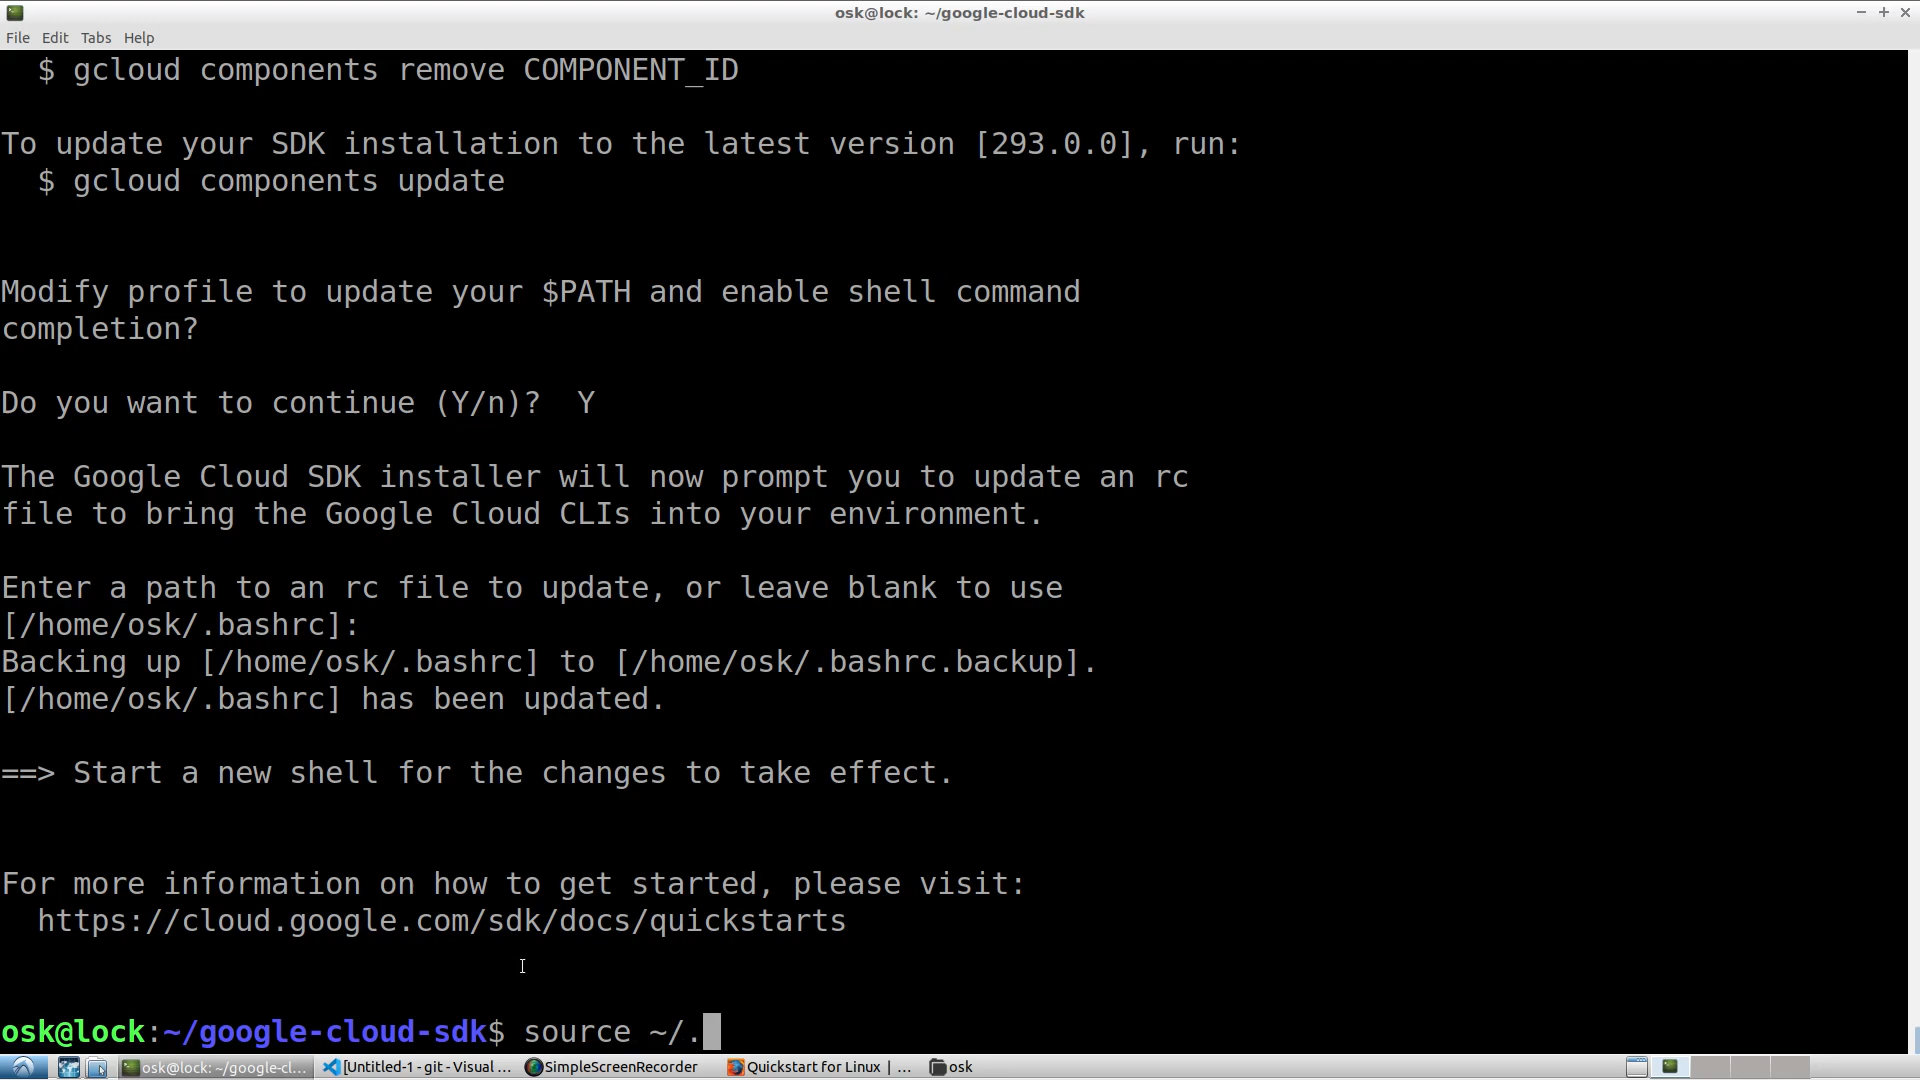 osk@lock: ~/google-cloud-sdk
File Edit Tabs Help
$ gcloud components remove COMPONENT_ID
To update your SDK installation to the latest version [293.0.0], run:
$ gcloud components update
Modify profile to update your $PATH and enable shell command
completion?
Do you want to continue (Y/n)?  Y
The Google Cloud SDK installer will now prompt you to update an rc
file to bring the Google Cloud CLIs into your environment.
Enter a path to an rc file to update, or leave blank to use
[/home/osk/.bashrc]:
Backing up [/home/osk/.bashrc] to [/home/osk/.bashrc.backup].
[/home/osk/.bashrc] has been updated.
==> Start a new shell for the changes to take effect.
For more information on how to get started, please visit:
https://cloud.google.com/sdk/docs/quickstarts
osk@lock:~/google-cloud-sdk$ source ~/.
osk@lock: ~/google-cl... [Untitled-1 - git - Visual ... SimpleScreenRecorder Quickstart for Linux | ... osk